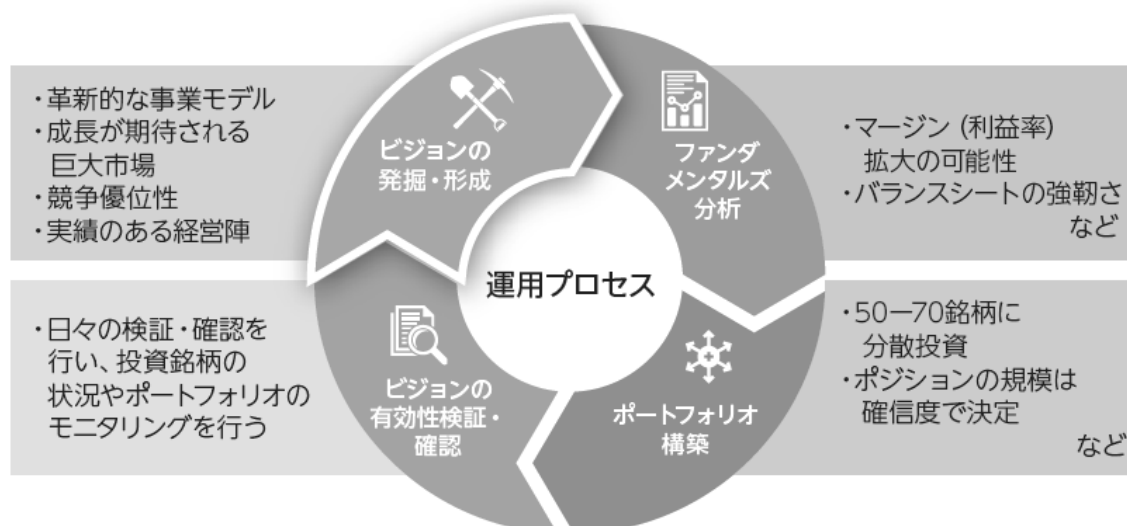 ・革新的な事業モデル
・成長が期待される
巨大市場
・競争優位性
・実績のある経営陣
ビジョンの
発掘・形成
ファンダ
メンタルズ
分析
・マージン (利益率)
拡大の可能性
・バランスシートの強靭さ
など
運用プロセス
・日々の検証・確認を
行い、投資銘柄の
状況やポートフォリオの
モニタリングを行う
ビジョンの
有効性検証・
確認
ポートフォリオ
構築
・50ー70銘柄に
分散投資
・ポジションの規模は
確信度で決定
など